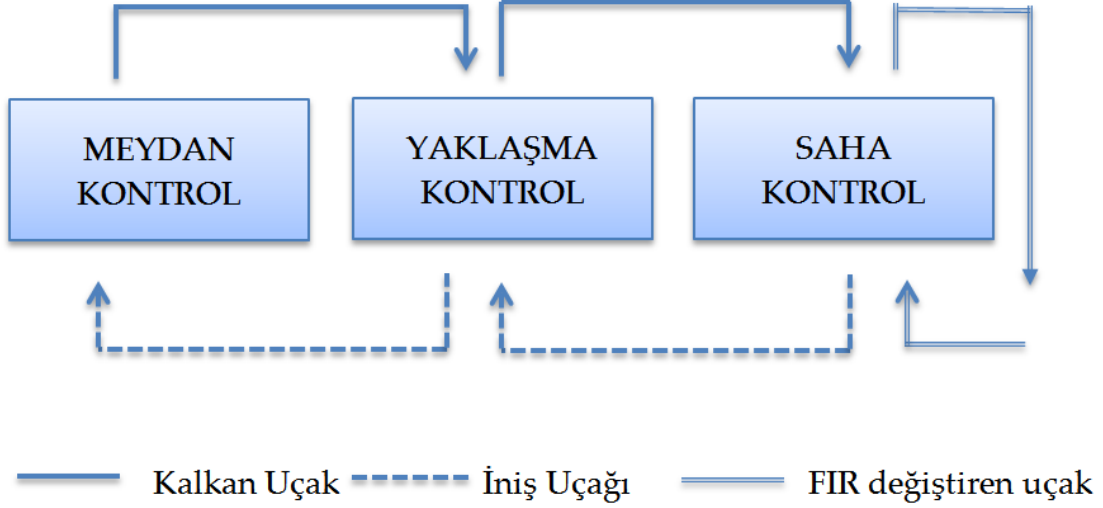 MEYDAN
KONTROL
YAKLAŞMA
KONTROL
SAHA
KONTROL
Kalkan Uçak
İniş Uçağı
FIR değiştiren uçak